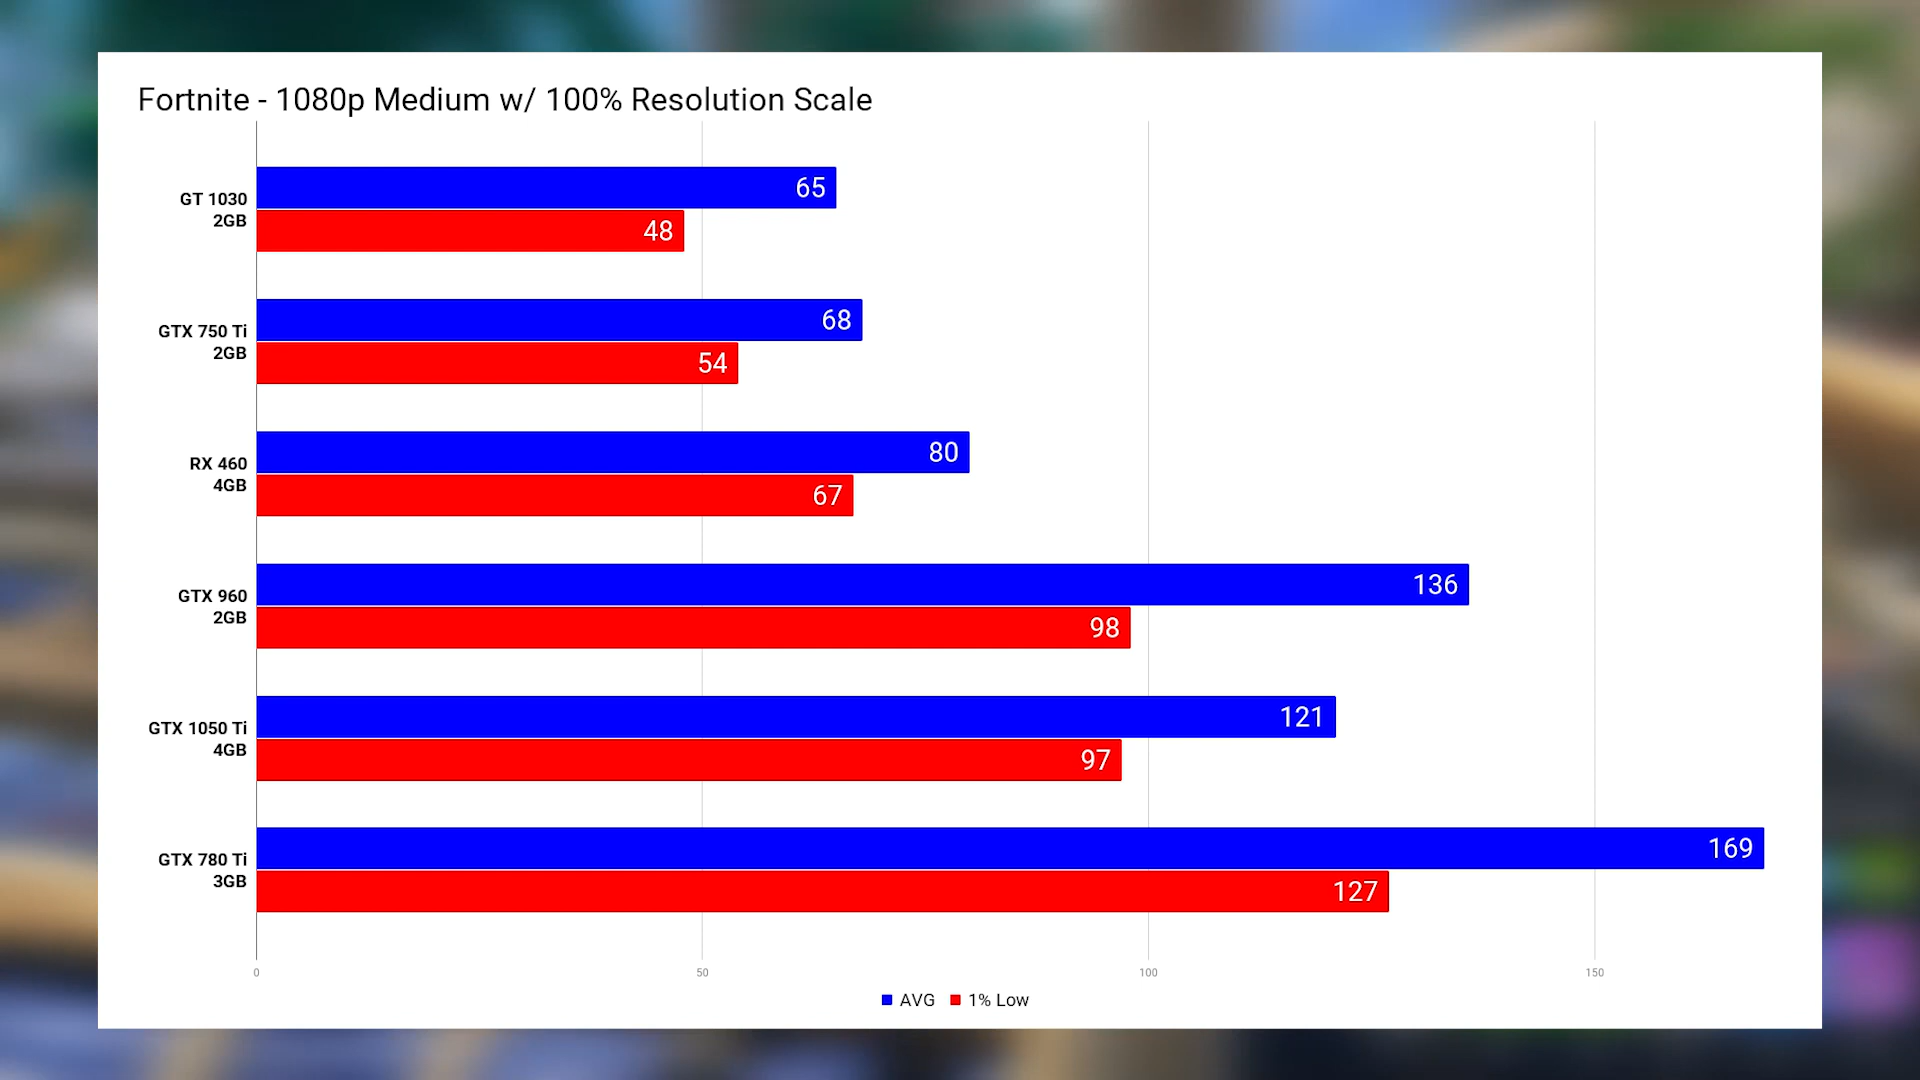 Fortnite - 1080p Medium w/ 100% Resolution Scale
GT 1030
2GB
65
48
GTX 750 Ti
2GB
68
54
RX 460
4GB
80
67
GTX 960
2GB
136
98
GTX 1050 Ti
4GB
121
97
GTX 780 Ti
3GB
169
127
0 50 100 150
AVG 1% Low